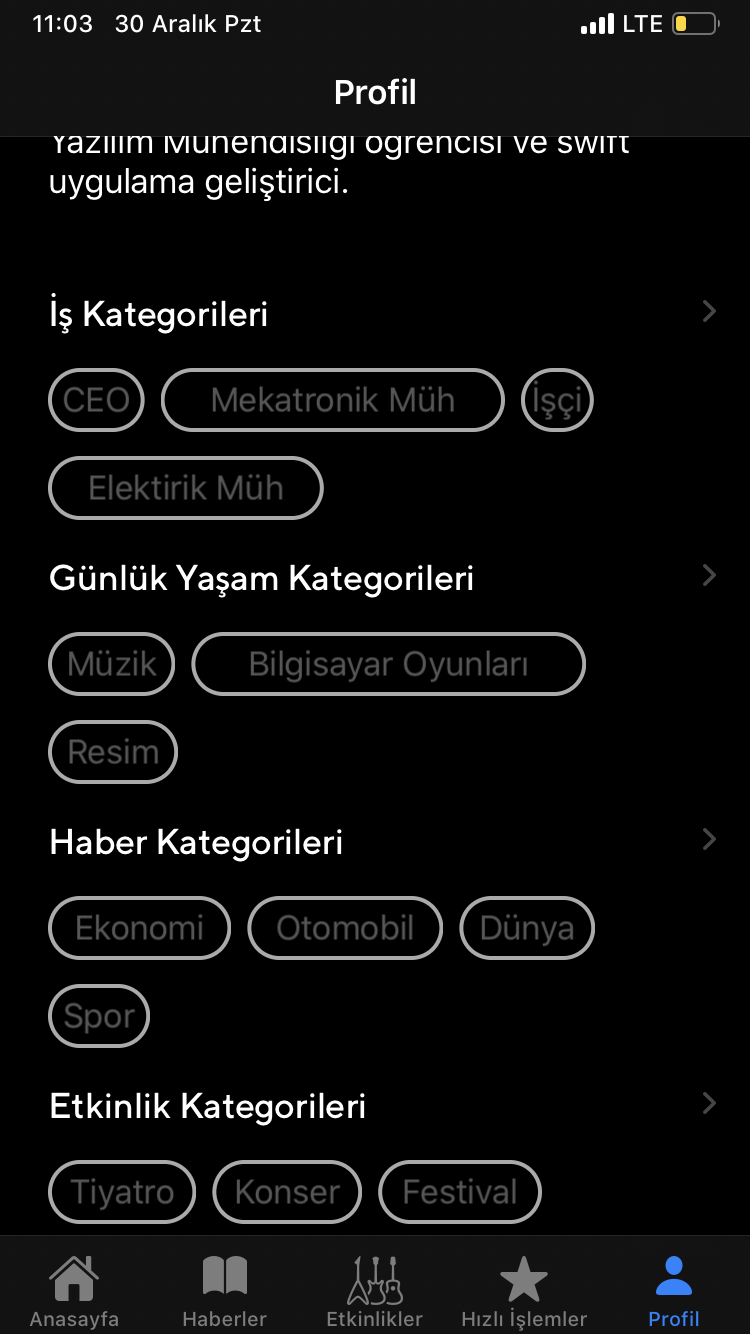 11:03 30 Aralık Pzt LTE
Profil
Yazılım Mühendisliği öğrencisi ve swift
uygulama geliştirici.
İş Kategorileri
CEO Mekatronik Müh İşçi
Elektirik Müh
Günlük Yaşam Kategorileri
Müzik Bilgisayar Oyunları
Resim
Haber Kategorileri
Ekonomi Otomobil Dünya
Spor
Etkinlik Kategorileri
Tiyatro Konser Festival
Anasayfa Haberler Etkinlikler Hızlı İşlemler Profil